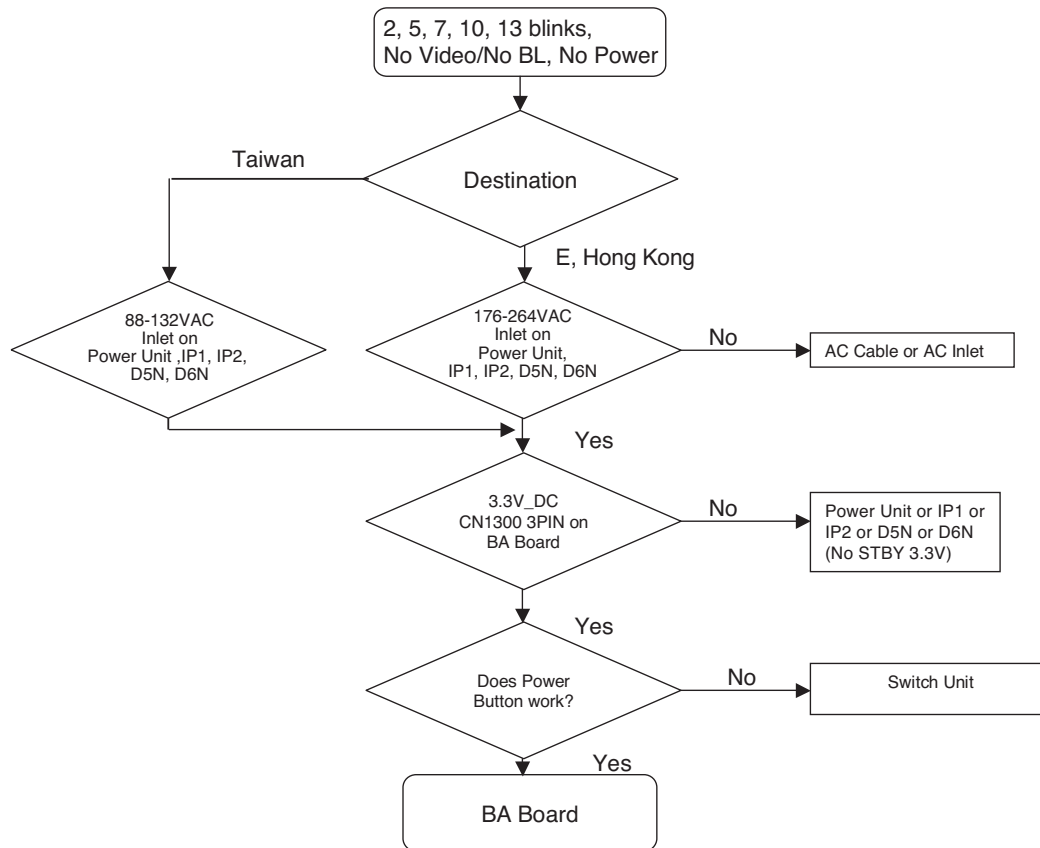 2, 5, 7, 10, 13 blinks,
No Video/No BL, No Power
Taiwan
Destination
E, Hong Kong
88-132VAC
Inlet on
Power Unit ,IP1, IP2,
D5N, D6N
176-264VAC
Inlet on
Power Unit,
IP1, IP2, D5N, D6N
No
AC Cable or AC Inlet
Yes
3.3V_DC
CN1300 3PIN on
BA Board
No
Power Unit or IP1 or
IP2 or D5N or D6N
(No STBY 3.3V)
Yes
Does Power
Button work?
No
Switch Unit
Yes
BA Board